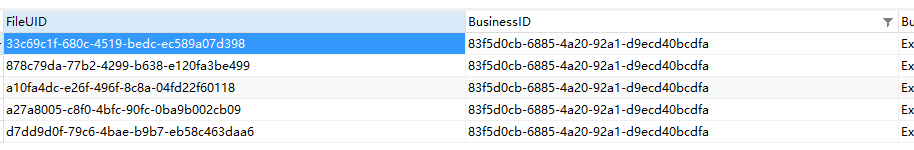 FileUID BusinessID Bu
33c69c1f-680c-4519-bedc-ec589a07d398 83f5d0cb-6885-4a20-92a1-d9ecd40bcdfa Ex
878c79da-77b2-4299-b638-e120fa3be499 83f5d0cb-6885-4a20-92a1-d9ecd40bcdfa Ex
a10fa4dc-e26f-496f-8c8a-04fd22f60118 83f5d0cb-6885-4a20-92a1-d9ecd40bcdfa Ex
a27a8005-c8f0-4bfc-90fc-0ba9b002cb09 83f5d0cb-6885-4a20-92a1-d9ecd40bcdfa Ex
d7dd9d0f-79c6-4bae-b9b7-eb58c463daa6 83f5d0cb-6885-4a20-92a1-d9ecd40bcdfa Ex